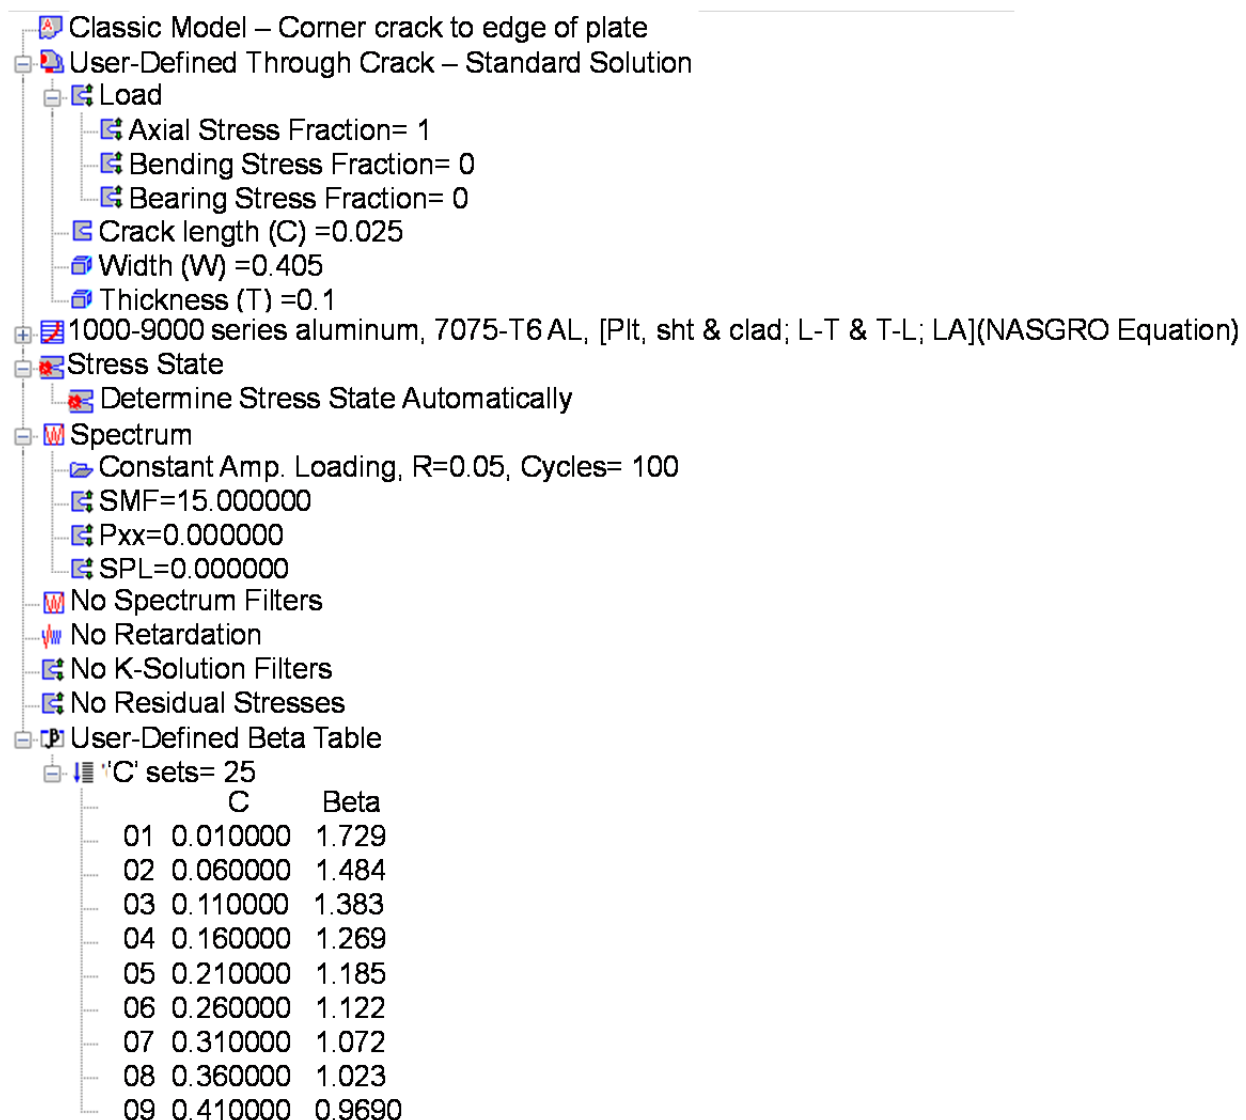 Classic Model – Corner crack to edge of plate
User-Defined Through Crack – Standard Solution
Load
Axial Stress Fraction= 1
Bending Stress Fraction= 0
Bearing Stress Fraction= 0
Crack length (C) =0.025
Width (W) =0.405
Thickness (T) =0.1
1000-9000 series aluminum, 7075-T6 AL, [Plt, sht & clad; L-T & T-L; LA](NASGRO Equation)
Stress State
Determine Stress State Automatically
Spectrum
Constant Amp. Loading, R=0.05, Cycles= 100
SMF=15.000000
Pxx=0.000000
SPL=0.000000
No Spectrum Filters
No Retardation
No K-Solution Filters
No Residual Stresses
User-Defined Beta Table
'C' sets= 25
C Beta
01 0.010000 1.729
02 0.060000 1.484
03 0.110000 1.383
04 0.160000 1.269
05 0.210000 1.185
06 0.260000 1.122
07 0.310000 1.072
08 0.360000 1.023
09 0.410000 0.9690